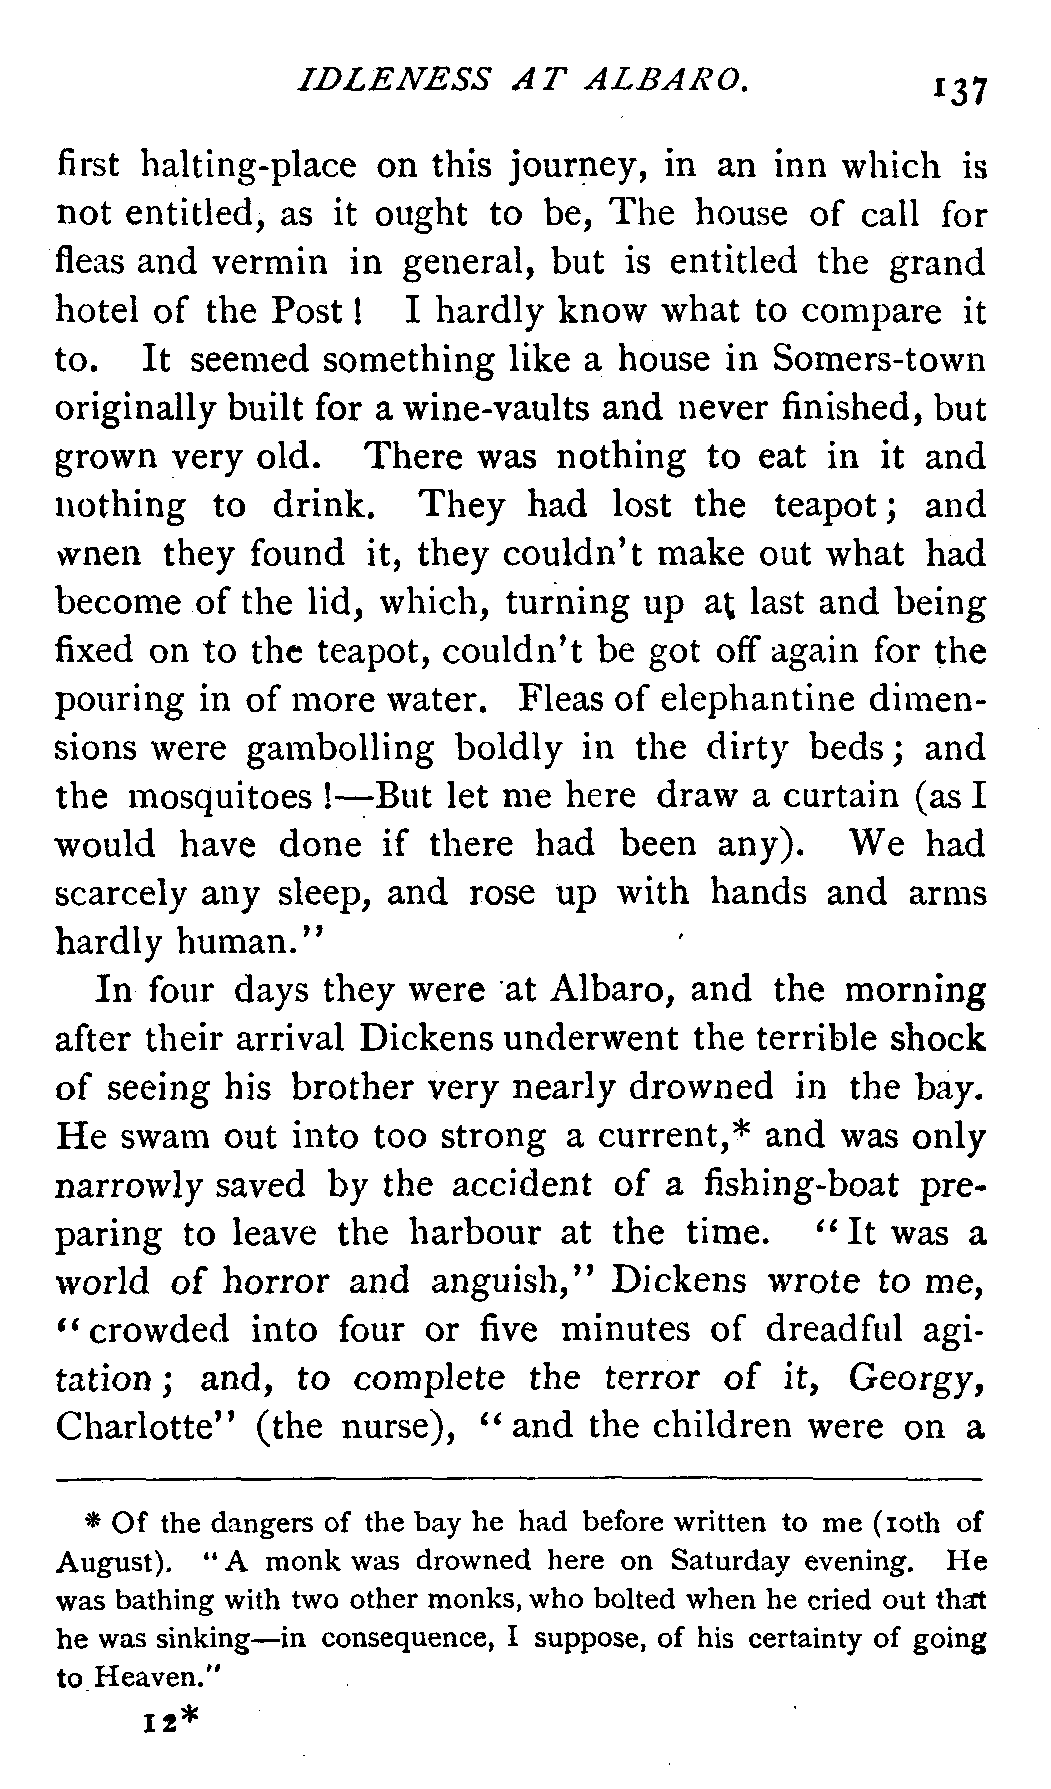 IDLENESS AT ALBARO. 137
first halting-place on this journey, in an inn which is
not entitled, as it ought to be, The house of call for
fleas and vermin in general, but is entitled the grand
hotel of the Post! I hardly know what to compare it
to. It seemed something like a house in Somers-town
originally built for a wine-vaults and never finished, but
grown very old. There was nothing to eat in it and
nothing to drink. They had lost the teapot; and
wnen they found it, they couldn't make out what had
become of the lid, which, turning up at last and being
fixed on to the teapot, couldn't be got off again for the
pouring in of more water. Fleas of elephantine dimen-
sions were gambolling boldly in the dirty beds; and
the mosquitoes!—But let me here draw a curtain (as I
would have done if there had been any). We had
scarcely any sleep, and rose up with hands and arms
hardly human."
In four days they were at Albaro, and the morning
after their arrival Dickens underwent the terrible shock
of seeing his brother very nearly drowned in the bay.
He swam out into too strong a current,* and was only
narrowly saved by the accident of a fishing-boat pre-
paring to leave the harbour at the time. "It was a
world of horror and anguish," Dickens wrote to me,
"crowded into four or five minutes of dreadful agi-
tation; and, to complete the terror of it, Georgy,
Charlotte" (the nurse), "and the children were on a
* Of the dangers of the bay he had before written to me (10th of
August). "A monk was drowned here on Saturday evening. He
was bathing with two other monks, who bolted when he cried out that
he was sinking—in consequence, I suppose, of his certainty of going
to Heaven."
12*